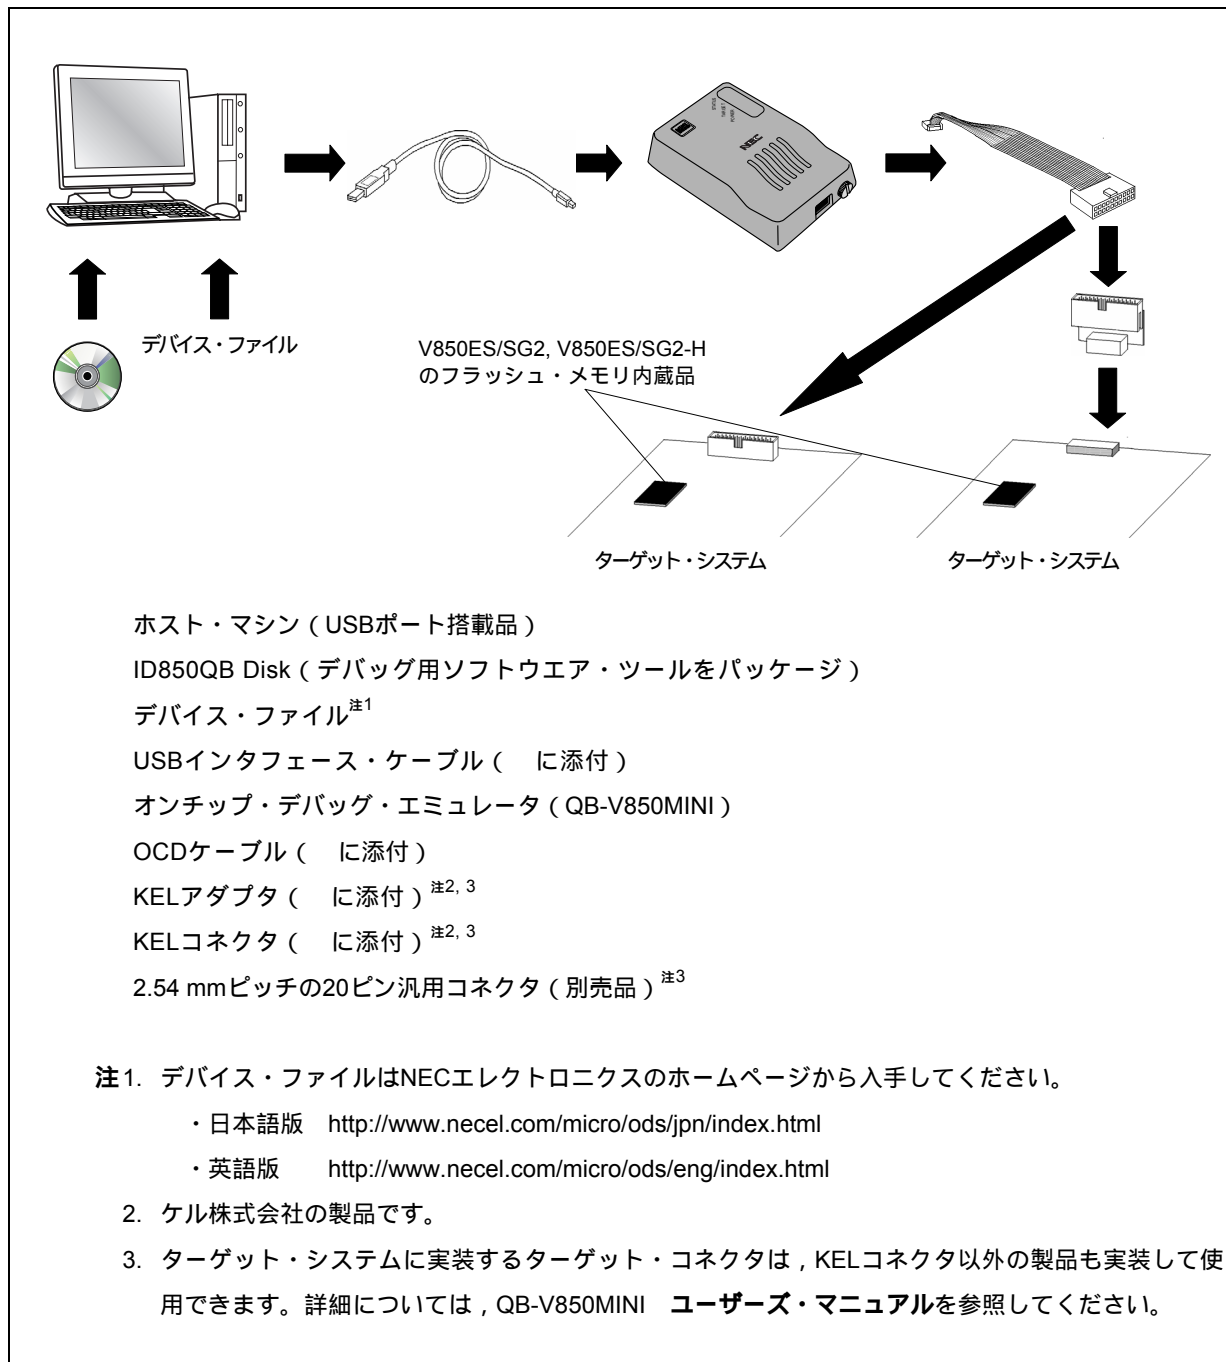 STATUS
TARGET
POWER
NEC
デバイス・ファイル
V850ES/SG2, V850ES/SG2-H
のフラッシュ・メモリ内蔵品
ターゲット・システム
ターゲット・システム
ホスト・マシン（USBポート搭載品）
ID850QB Disk（デバッグ用ソフトウエア・ツールをパッケージ）
デバイス・ファイル注1
USBインタフェース・ケーブル（　に添付）
オンチップ・デバッグ・エミュレータ（QB-V850MINI）
OCDケーブル（　に添付）
KELアダプタ（　に添付）注2, 3
KELコネクタ（　に添付）注2, 3
2.54 mmピッチの20ピン汎用コネクタ（別売品）注3
注1. デバイス・ファイルはNECエレクトロニクスのホームページから入手してください。
・日本語版　http://www.necel.com/micro/ods/jpn/index.html
・英語版　http://www.necel.com/micro/ods/eng/index.html
2. ケル株式会社の製品です。
3. ターゲット・システムに実装するターゲット・コネクタは，KELコネクタ以外の製品も実装して使
用できます。詳細については，QB-V850MINI　ユーザーズ・マニュアルを参照してください。